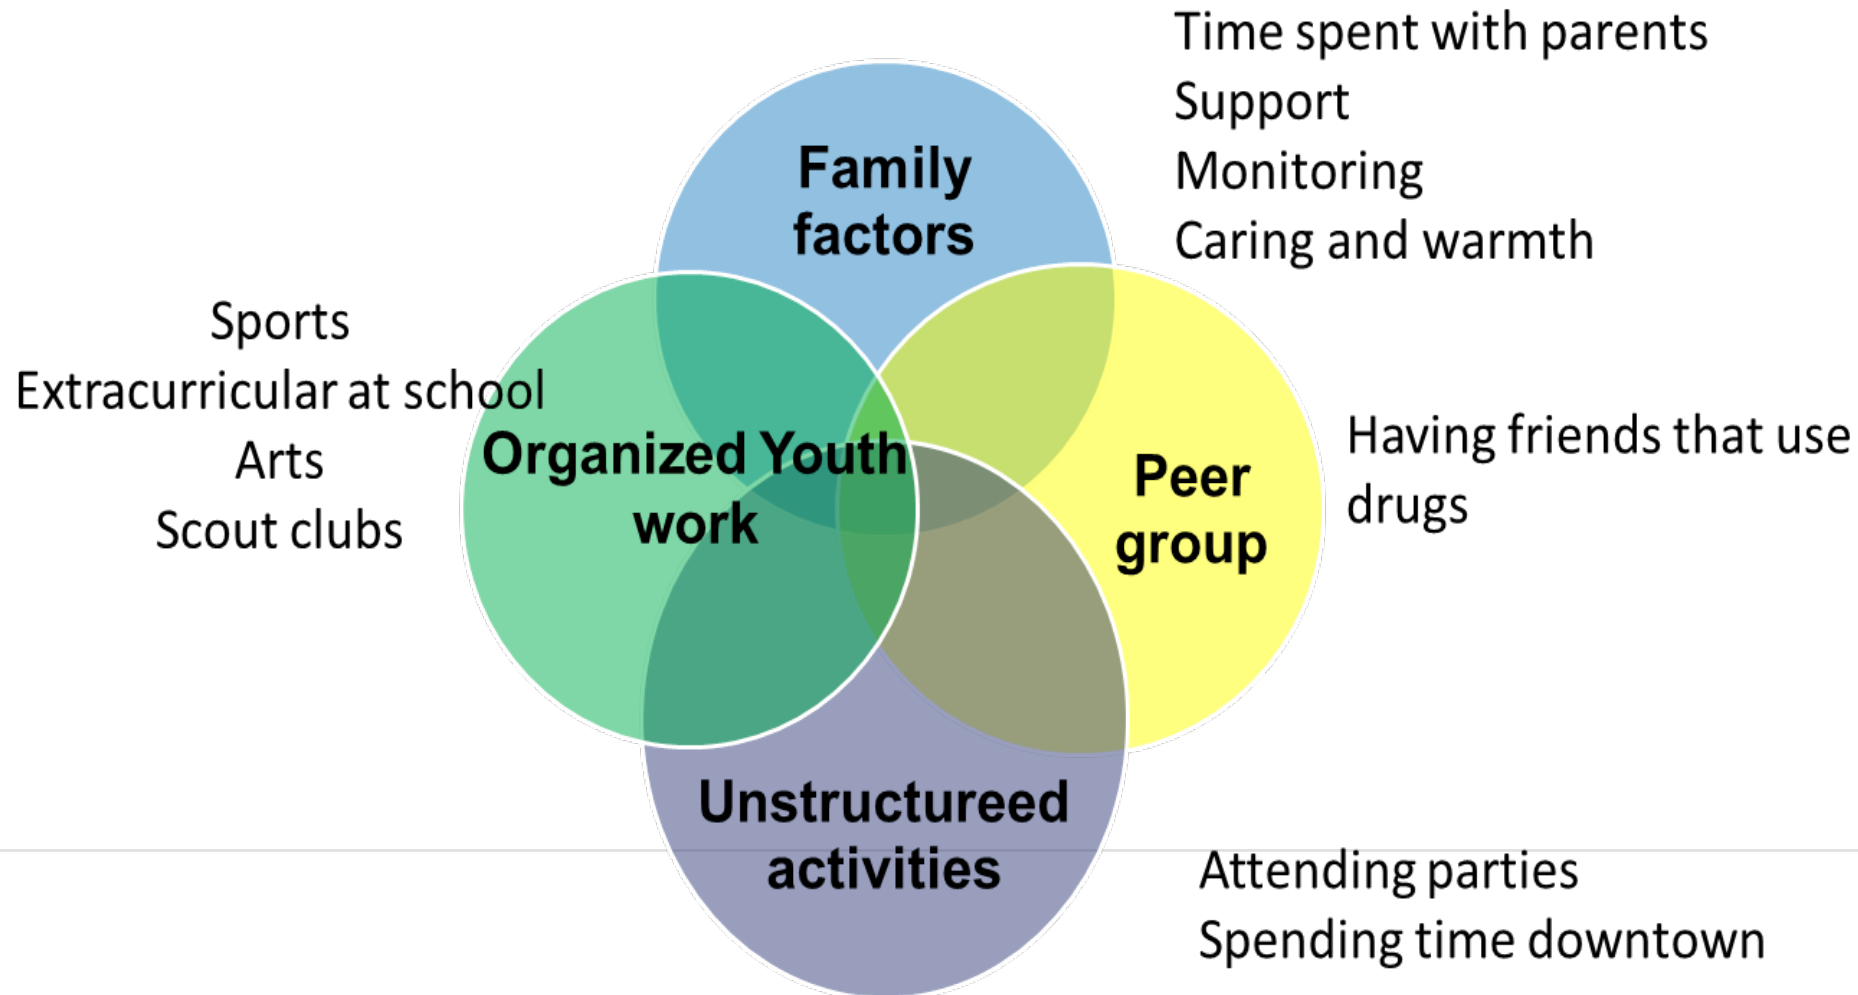 Time spent with parents
Support
Monitoring
Caring and warmth
Family
factors
Sports
Extracurricular at school
Arts
Scout clubs
Organized Youth
work
Peer
group
Having friends that use
drugs
Unstructureed
activities
Attending parties
Spending time downtown